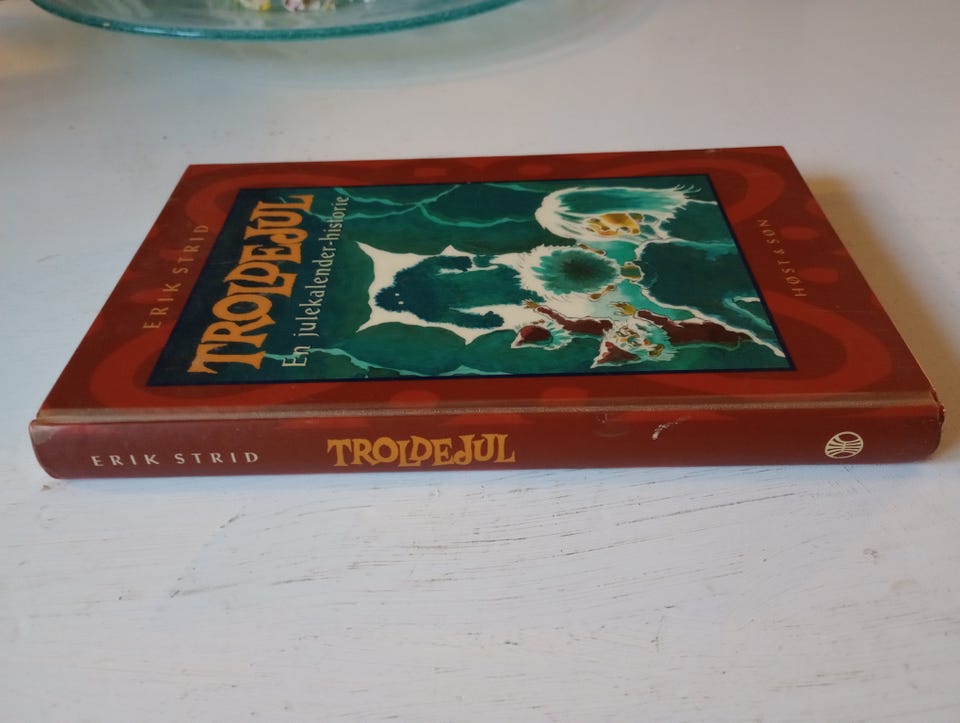 ERIK STRID
TROLDEJUL
En julekalender-historie
HØST & SØN
ERIK STRID TROLDEJUL